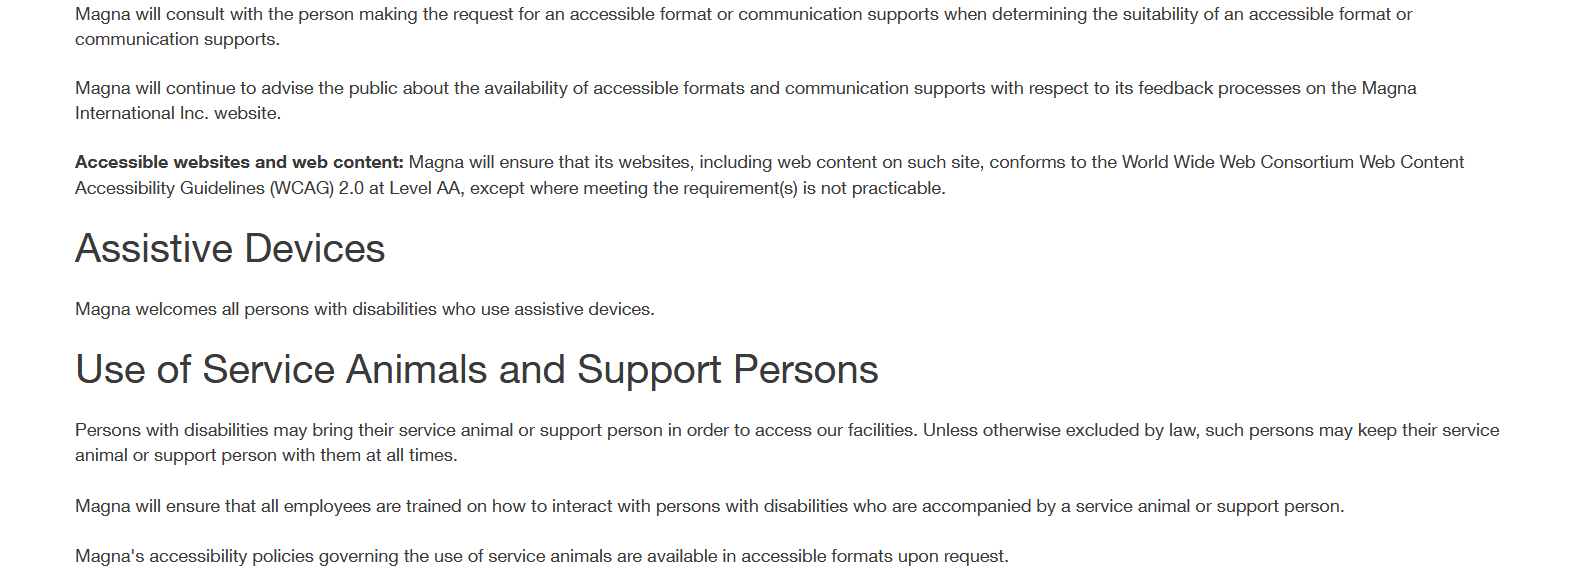 Magna will consult with the person making the request for an accessible format or communication supports when determining the suitability of an accessible format or
communication supports.
Magna will continue to advise the public about the availability of accessible formats and communication supports with respect to its feedback processes on the Magna
International Inc. website.
Accessible websites and web content: Magna will ensure that its websites, including web content on such site, conforms to the World Wide Web Consortium Web Content
Accessibility Guidelines (WCAG) 2.0 at Level AA, except where meeting the requirement(s) is not practicable.
Assistive Devices
Magna welcomes all persons with disabilities who use assistive devices.
Use of Service Animals and Support Persons
Persons with disabilities may bring their service animal or support person in order to access our facilities. Unless otherwise excluded by law, such persons may keep their service
animal or support person with them at all times.
Magna will ensure that all employees are trained on how to interact with persons with disabilities who are accompanied by a service animal or support person.
Magna's accessibility policies governing the use of service animals are available in accessible formats upon request.